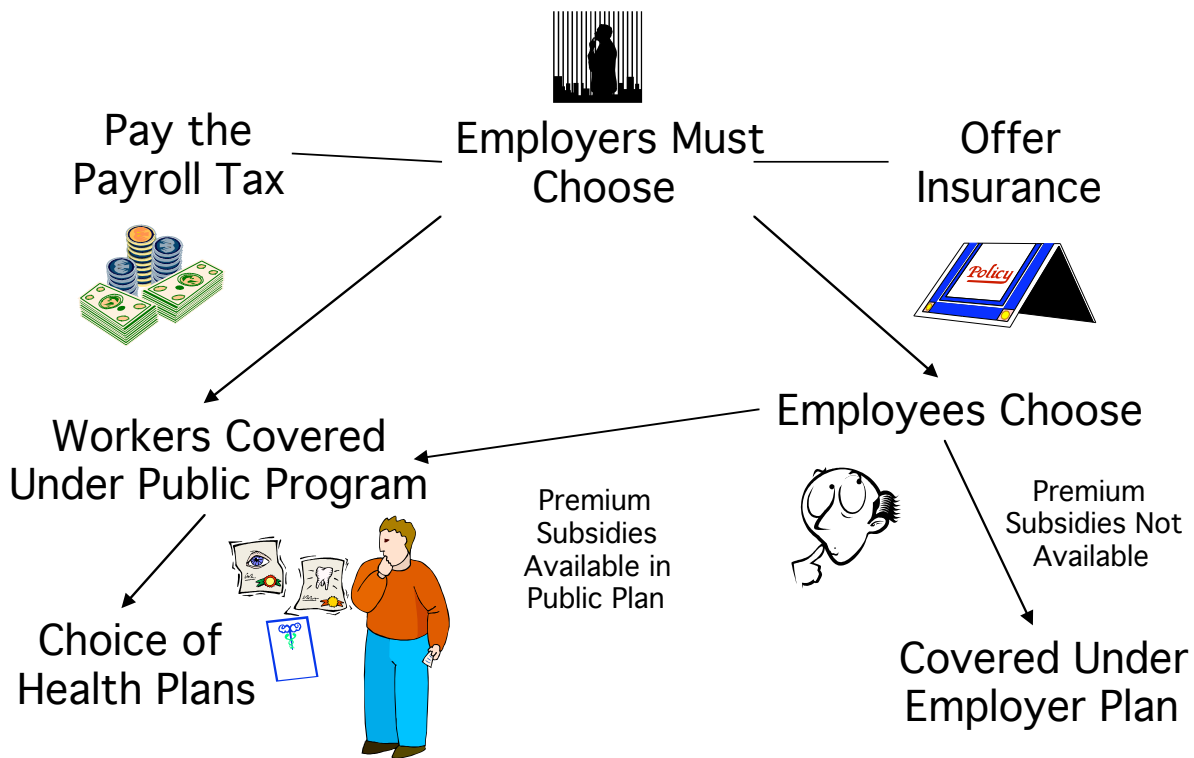 Pay the
Payroll Tax
Employers Must
Choose
Offer
Insurance
Policy
Employees Choose
Workers Covered
Under Public Program
Premium
Subsidies
Available in
Public Plan
Premium
Subsidies Not
Available
Choice of
Health Plans
Covered Under
Employer Plan